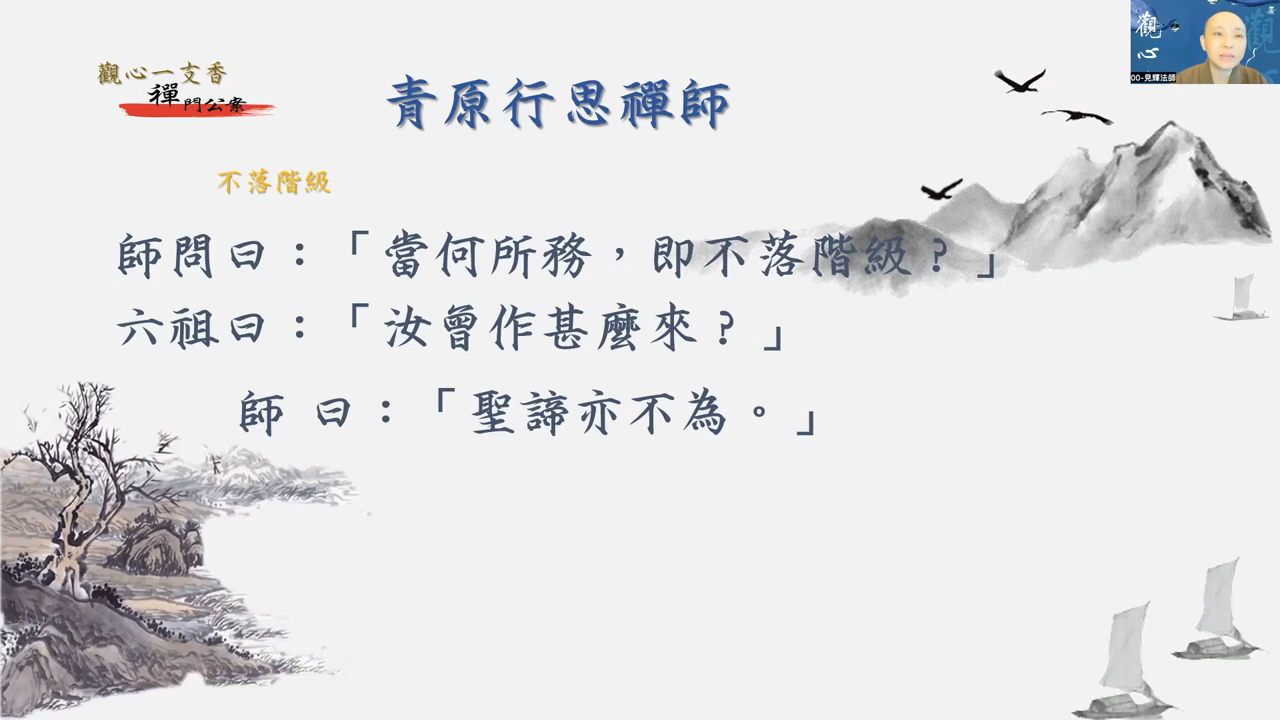 觀心一支香
禪門公案
青原行思禪師
不落階級
師問曰：「當何所務，即不落階級？」
六祖曰：「汝曾作甚麼來？」
師 曰：「聖諦亦不為。」
觀心
00-見輝法師